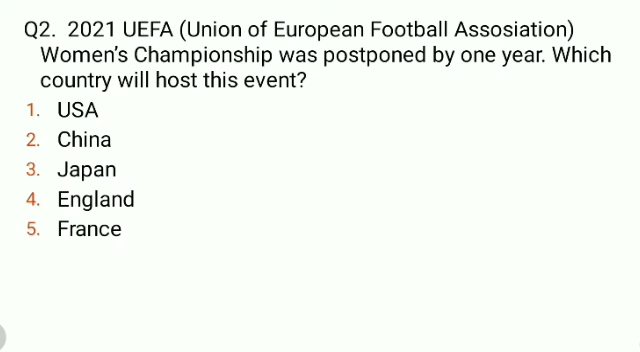 Q2. 2021 UEFA (Union of European Football Assosiation)
Women's Championship was postponed by one year. Which
country will host this event?
1. USA
2. China
3. Japan
4. England
5. France